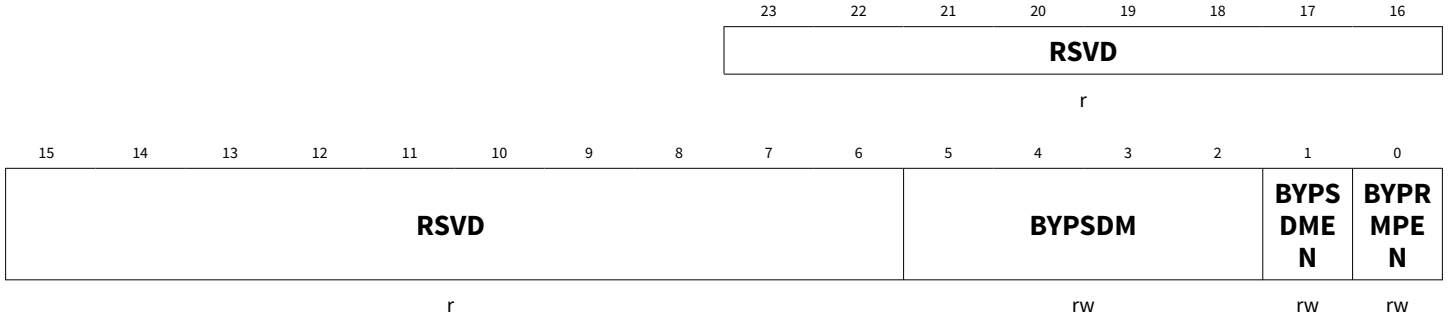 23 22 21 20 19 18 17 16
RSVD
r
15 14 13 12 11 10 9 8 7 6 5 4 3 2 1 0
RSVD BYPSDM BYPS DME N BYPR MPE N
r rw rw rw